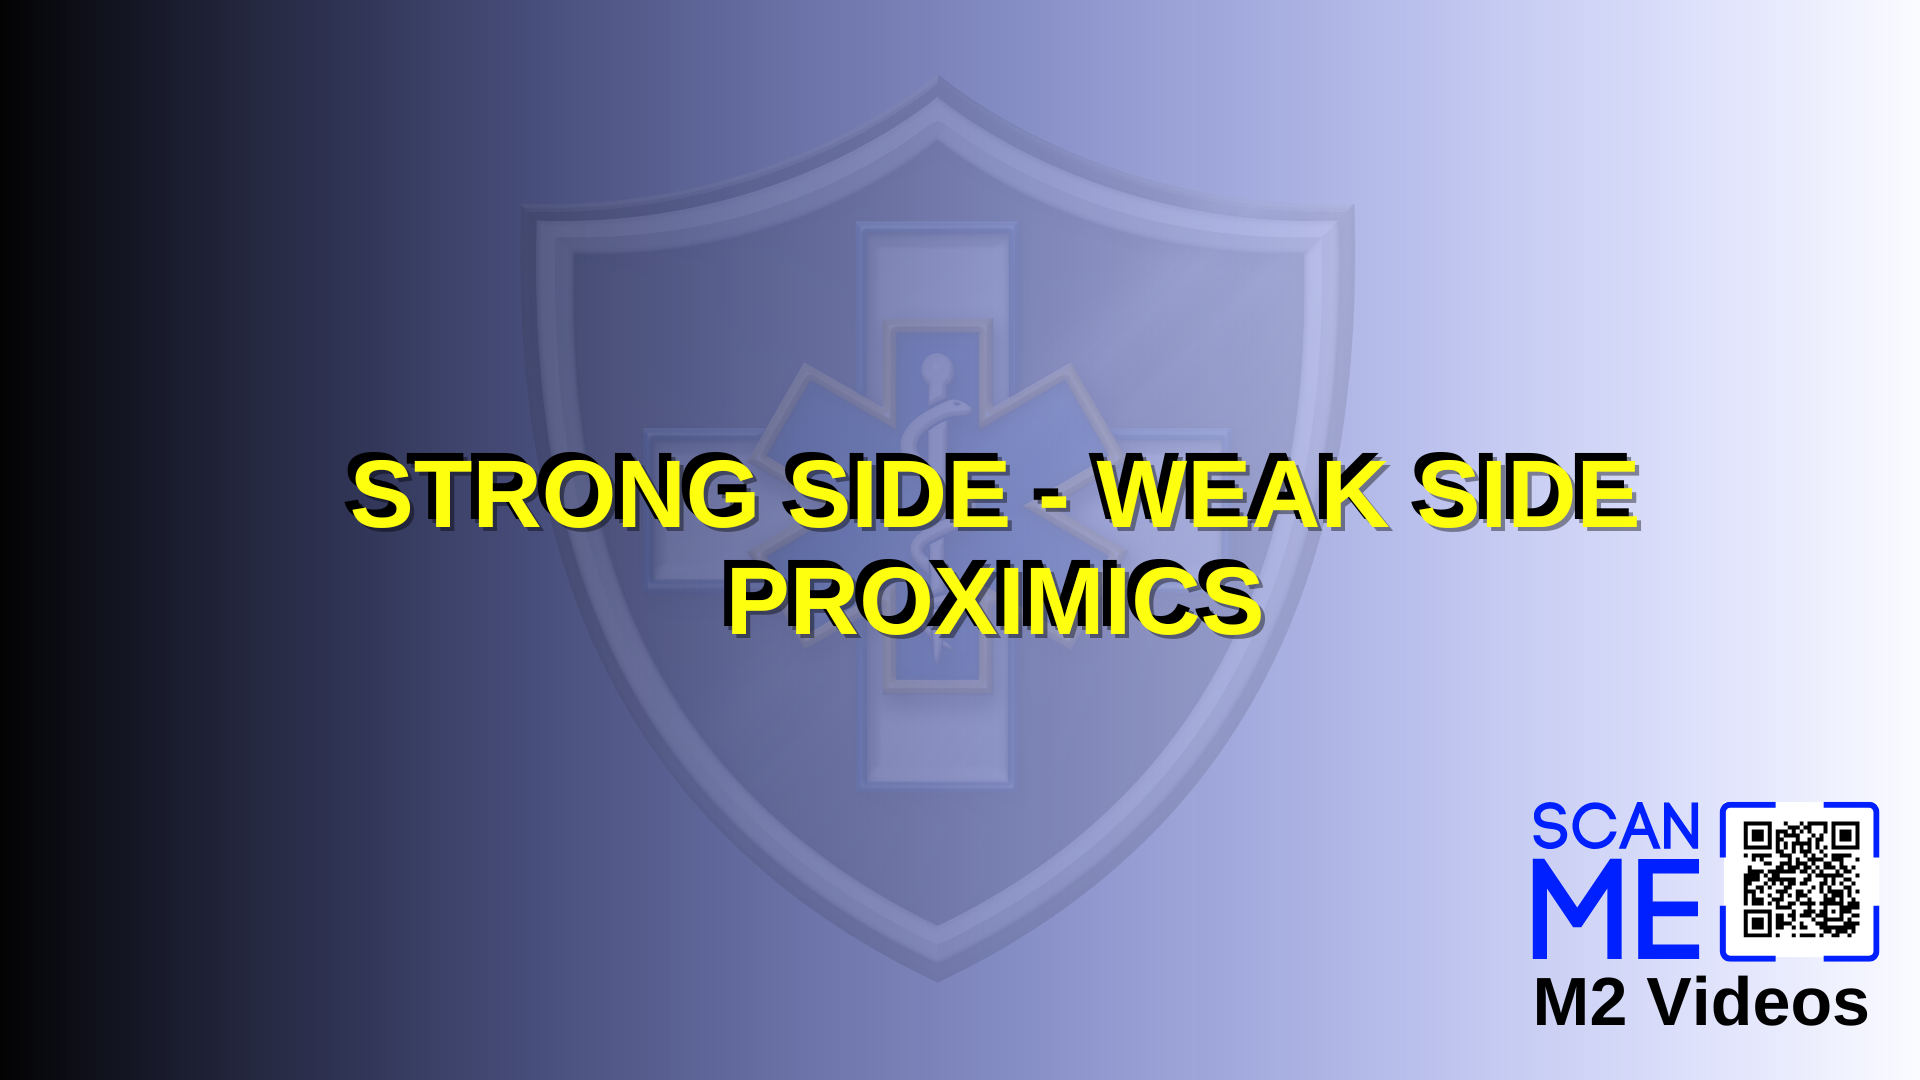 STRONG SIDE - WEAK SIDE
PROXIMICS
SCAN
ME
M2 Videos